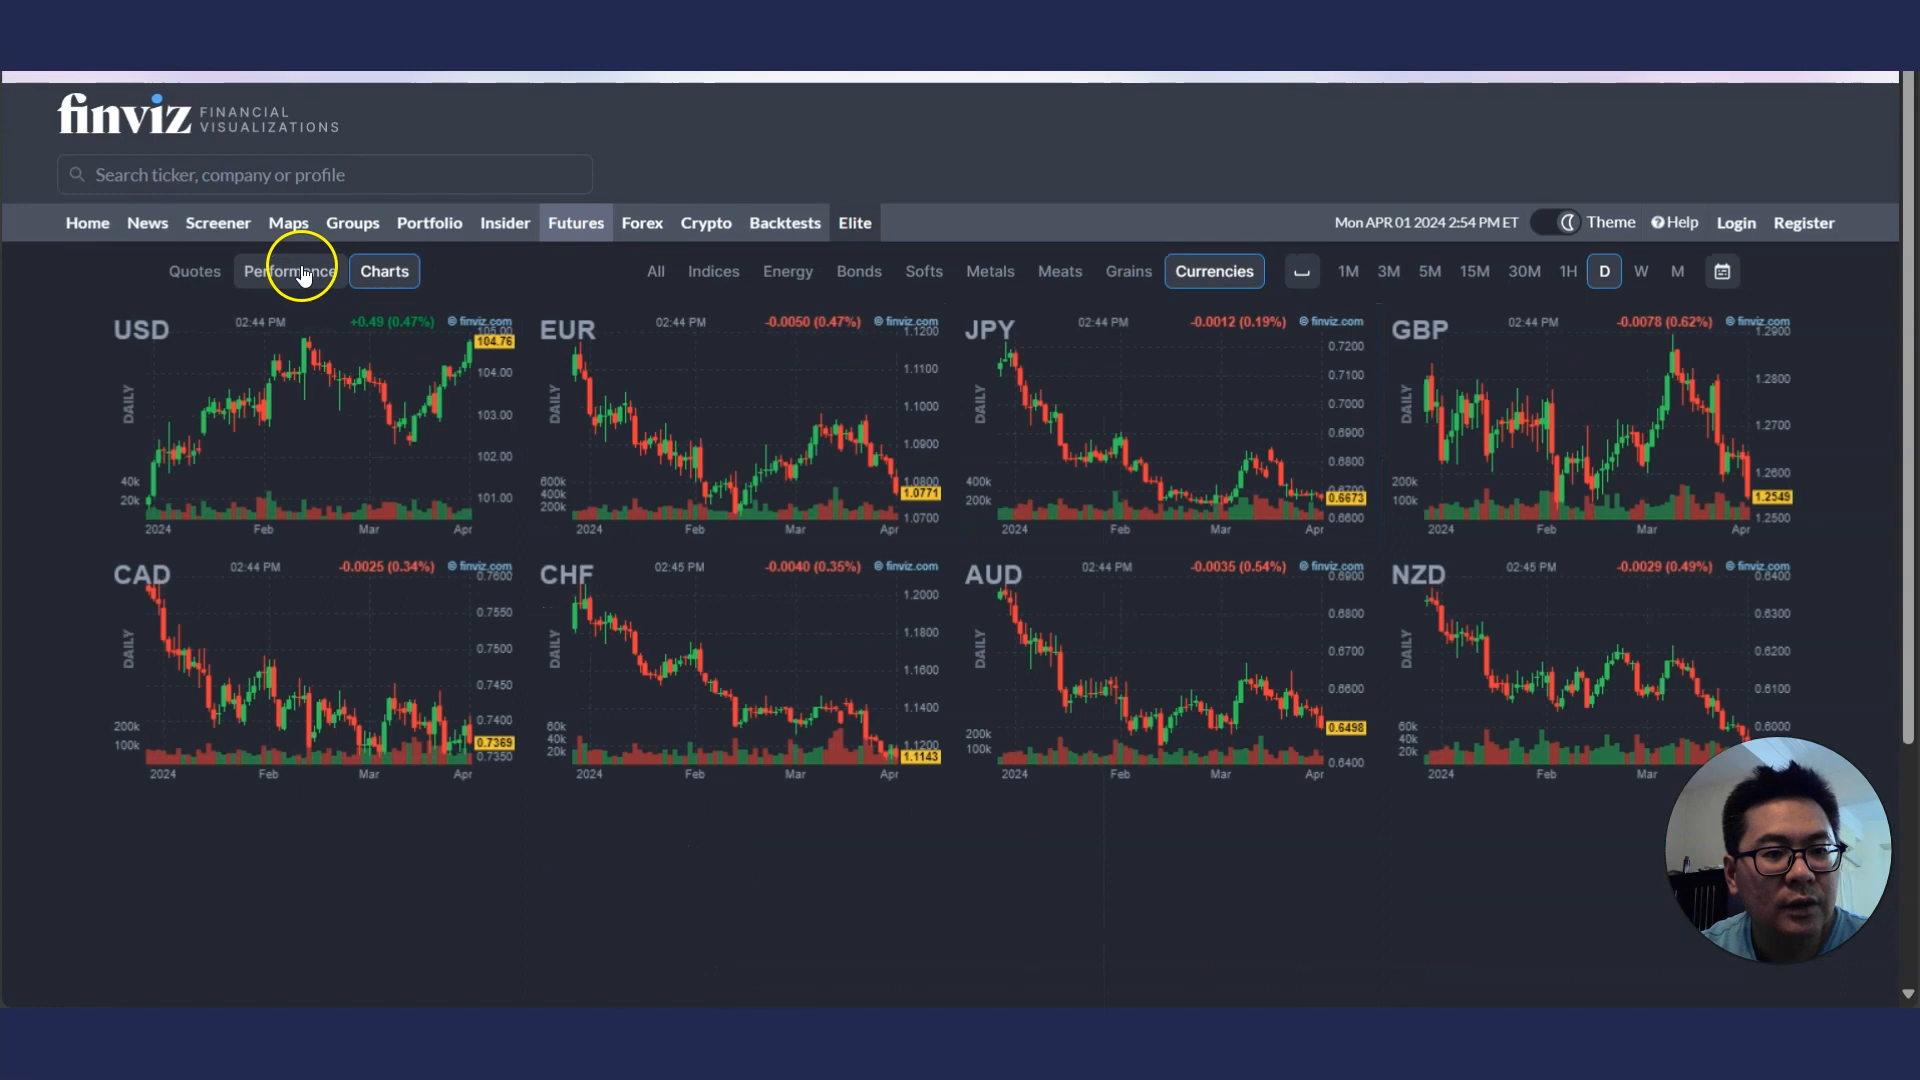 finviz FINANCIAL VISUALIZATIONS
Search ticker, company or profile
Home News Screener Maps Groups Portfolio Insider Futures Forex Crypto Backtests Elite Mon APR 01 2024 2:54 PM ET Theme Help Login Register
Quotes Performance Charts All Indices Energy Bonds Softs Metals Meats Grains Currencies 1M 3M 5M 15M 30M 1H D W M
USD 02:44 PM +0.49 (0.47%) © finviz.com
105.00
104.76
104.00
103.00
102.00
101.00
DAILY
40k
20k
2024 Feb Mar Apr
EUR 02:44 PM -0.0050 (0.47%) © finviz.com
1.1200
1.1100
1.1000
1.0900
1.0800
1.0771
1.0700
DAILY
600k
400k
200k
2024 Feb Mar Apr
JPY 02:44 PM -0.0012 (0.19%) © finviz.com
0.7200
0.7100
0.7000
0.6900
0.6800
0.6700
0.6673
0.6600
DAILY
400k
200k
2024 Feb Mar Apr
GBP 02:44 PM -0.0078 (0.62%) © finviz.com
1.2900
1.2800
1.2700
1.2600
1.2549
1.2500
DAILY
200k
100k
2024 Feb Mar Apr
CAD 02:44 PM -0.0025 (0.34%) © finviz.com
0.7600
0.7550
0.7500
0.7450
0.7400
0.7369
0.7350
DAILY
200k
100k
2024 Feb Mar Apr
CHF 02:45 PM -0.0040 (0.35%) © finviz.com
1.2000
1.1800
1.1600
1.1400
1.1200
1.1143
DAILY
60k
40k
20k
2024 Feb Mar Apr
AUD 02:44 PM -0.0035 (0.54%) © finviz.com
0.6900
0.6800
0.6700
0.6600
0.6498
0.6400
DAILY
200k
100k
2024 Feb Mar Apr
NZD 02:45 PM -0.0029 (0.49%) © finviz.com
0.6400
0.6300
0.6200
0.6100
0.6000
DAILY
60k
40k
20k
2024 Feb Mar